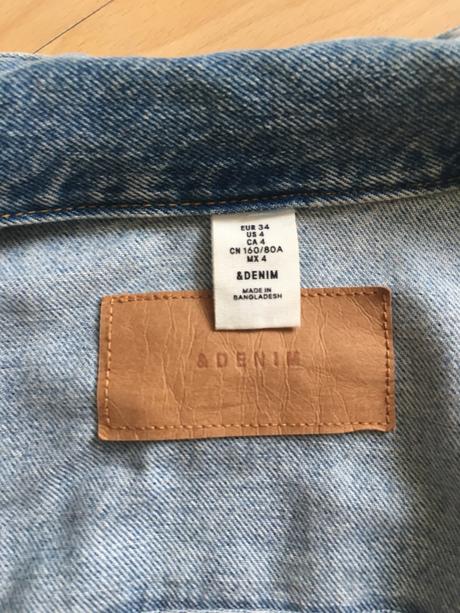 EUR 34
US 4
CA 4
CN 160/80A
MX 4
&DENIM
MADE IN
BANGLADESH
&DENIM